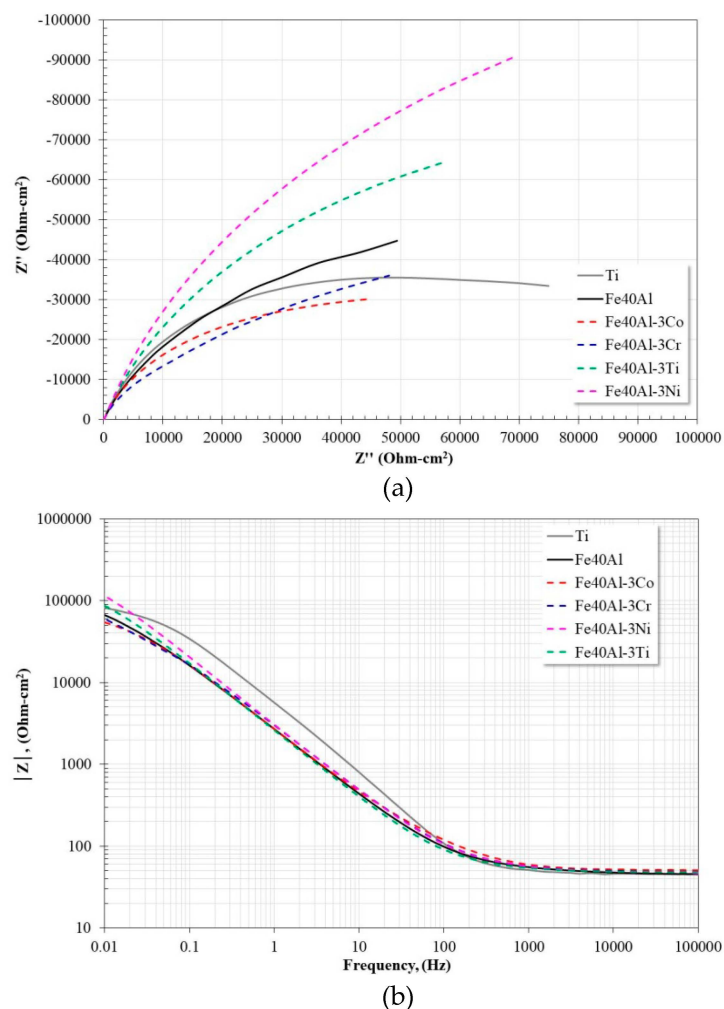 -100000
-90000
-80000
-70000
-60000
-50000
-40000
-30000
-20000
-10000
0
Z'' (Ohm-cm²)
0 10000 20000 30000 40000 50000 60000 70000 80000 90000 100000
Z'' (Ohm-cm²)
Ti
Fe40Al
Fe40Al-3Co
Fe40Al-3Cr
Fe40Al-3Ti
Fe40Al-3Ni
(a)
1000000
100000
10000
1000
100
10
|Z|, (Ohm-cm²)
0.01 0.1 1 10 100 1000 10000 100000
Frequency, (Hz)
Ti
Fe40Al
Fe40Al-3Co
Fe40Al-3Cr
Fe40Al-3Ni
Fe40Al-3Ti
(b)